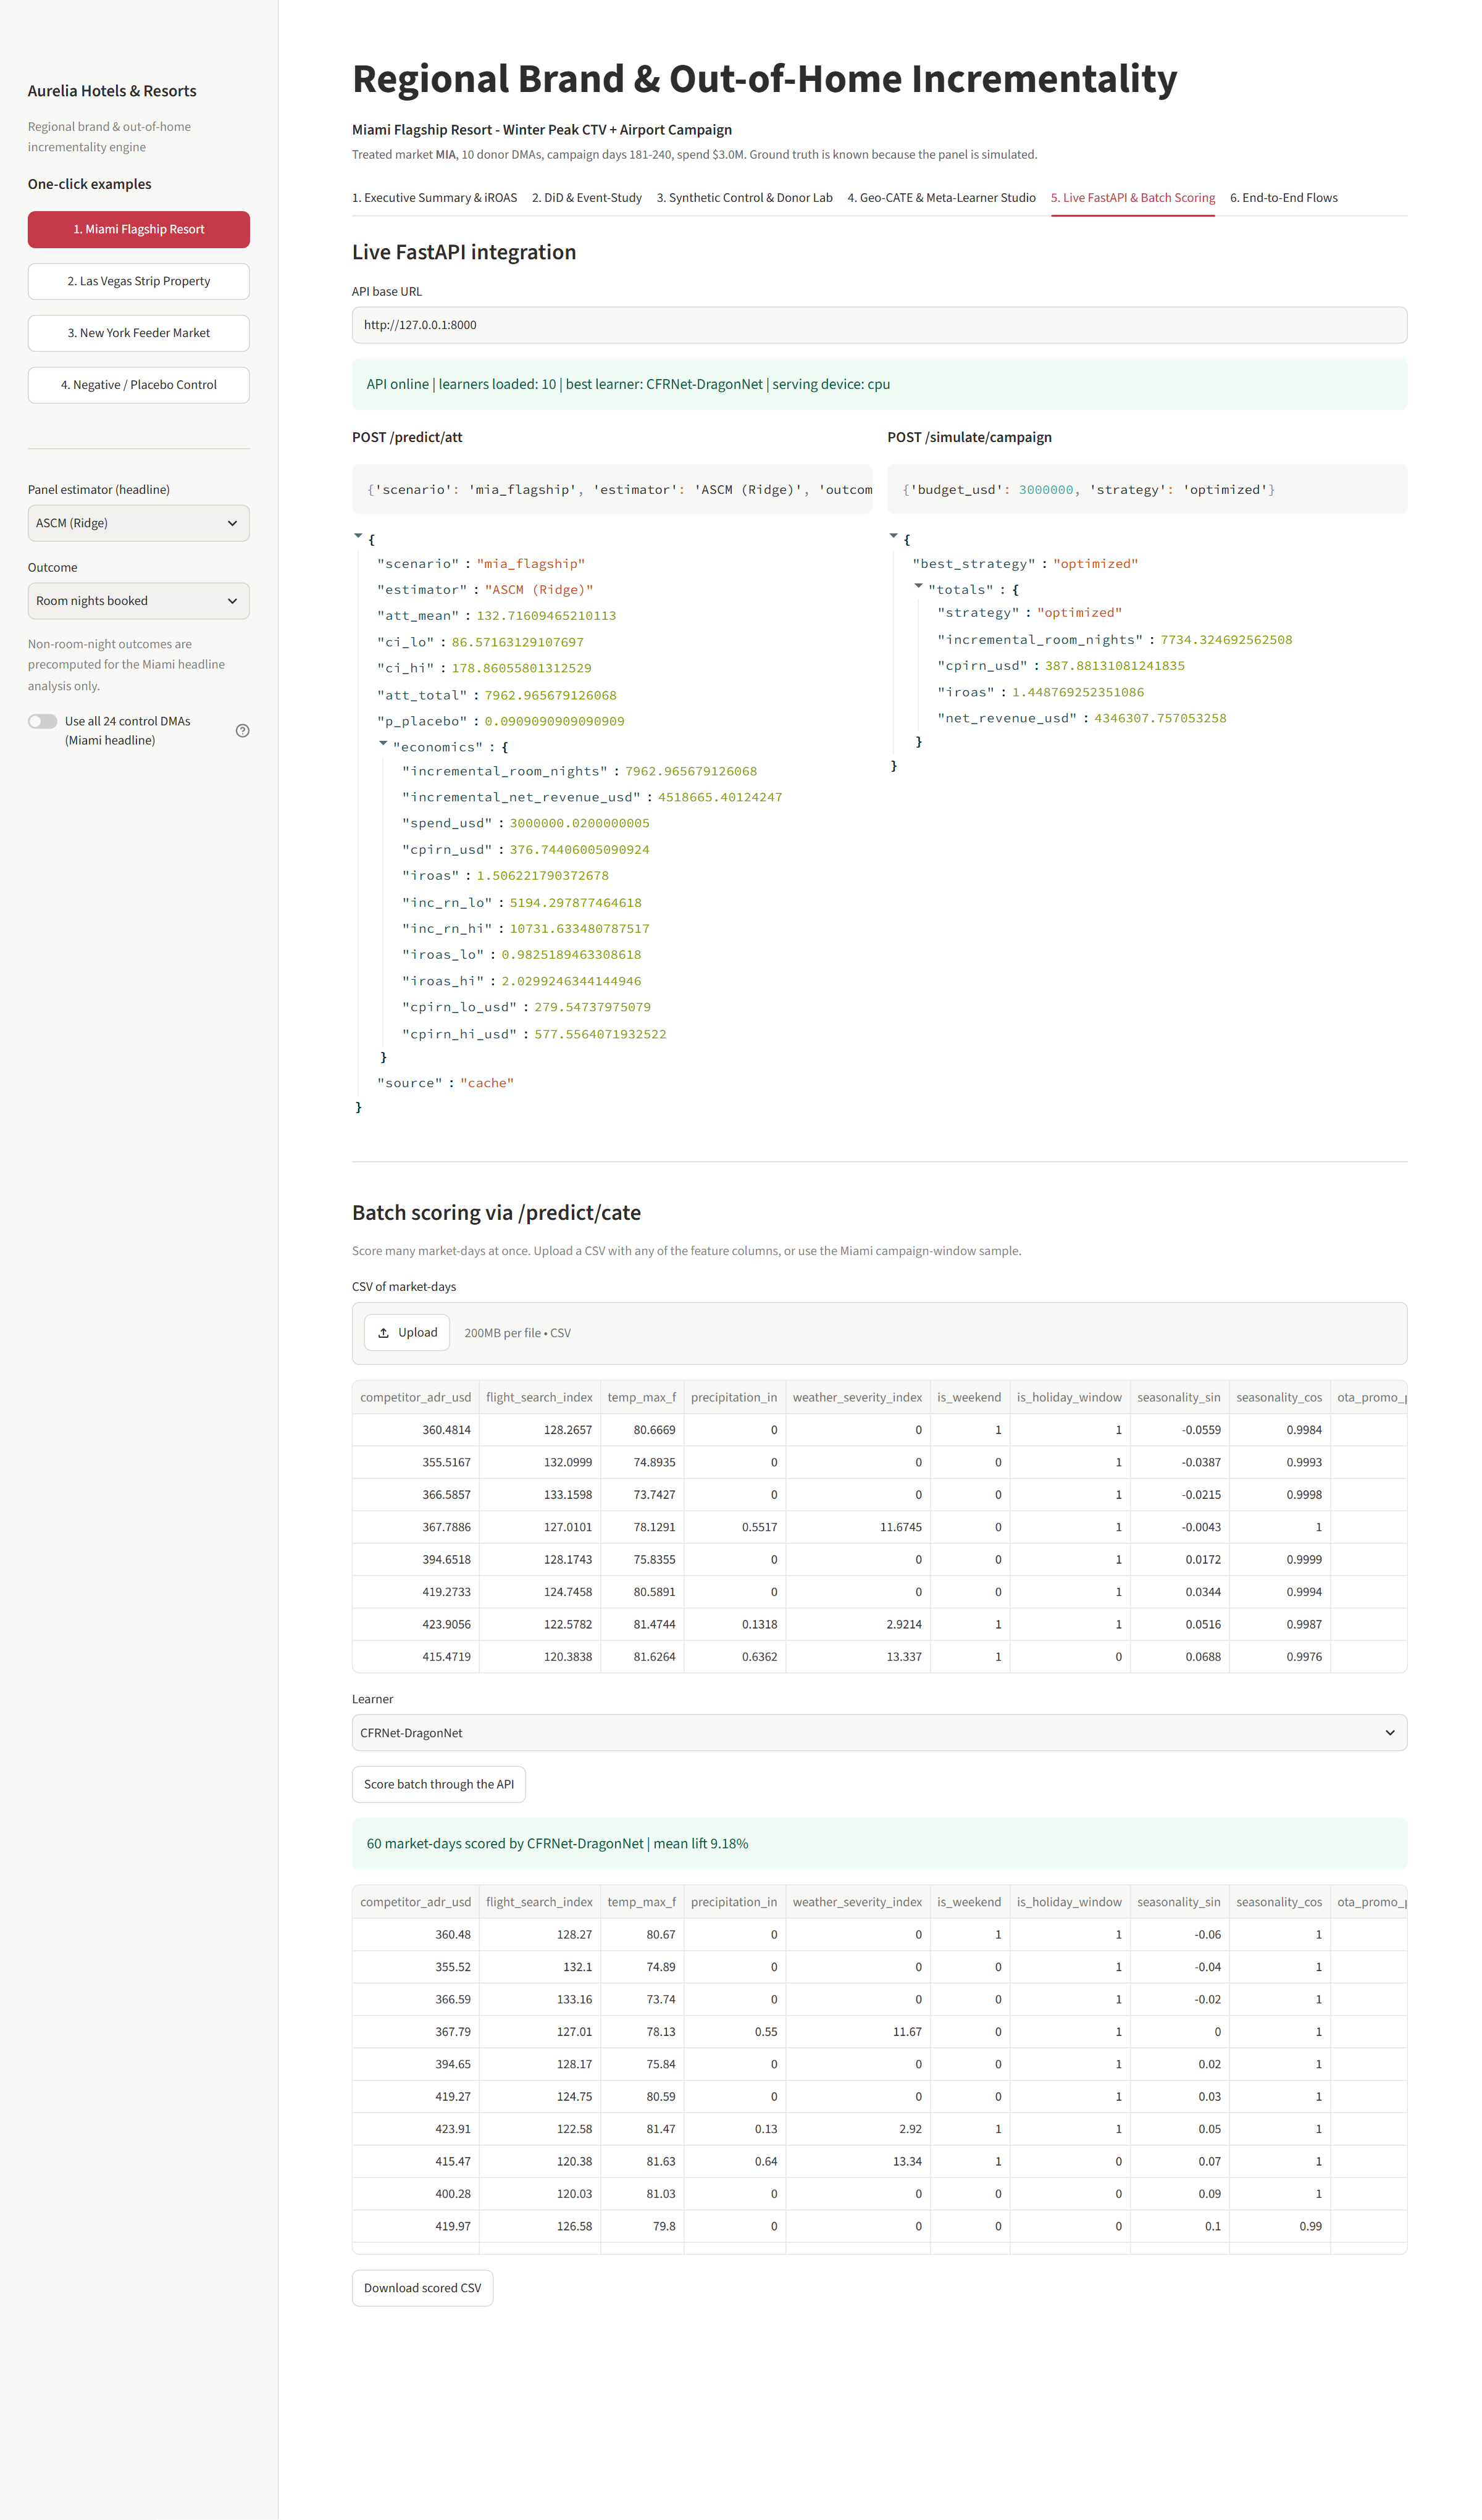 Aurelia Hotels & Resorts
Regional brand & out-of-home
incrementality engine
One-click examples
1. Miami Flagship Resort
2. Las Vegas Strip Property
3. New York Feeder Market
4. Negative / Placebo Control
Panel estimator (headline)
ASCM (Ridge)
Outcome
Room nights booked
Non-room-night outcomes are
precomputed for the Miami headline
analysis only.
Use all 24 control DMAs
(Miami headline)
Regional Brand & Out-of-Home Incrementality
Miami Flagship Resort - Winter Peak CTV + Airport Campaign
Treated market MIA, 10 donor DMAs, campaign days 181-240, spend $3.0M. Ground truth is known because the panel is simulated.
1. Executive Summary & iROAS 2. DiD & Event-Study 3. Synthetic Control & Donor Lab 4. Geo-CATE & Meta-Learner Studio 5. Live FastAPI & Batch Scoring 6. End-to-End Flows
Live FastAPI integration
API base URL
http://127.0.0.1:8000
API online | learners loaded: 10 | best learner: CFRNet-DragonNet | serving device: cpu
POST /predict/att
{'scenario': 'mia_flagship', 'estimator': 'ASCM (Ridge)', 'outcom
{
"scenario" : "mia_flagship"
"estimator" : "ASCM (Ridge)"
"att_mean" : 132.71609465210113
"ci_lo" : 86.57163129107697
"ci_hi" : 178.86055801312529
"att_total" : 7962.965679126068
"p_placebo" : 0.0909090909090909
"economics" : {
"incremental_room_nights" : 7962.965679126068
"incremental_net_revenue_usd" : 4518665.40124247
"spend_usd" : 3000000.0200000005
"cpirn_usd" : 376.74406005090924
"iroas" : 1.506221790372678
"inc_rn_lo" : 5194.297877464618
"inc_rn_hi" : 10731.633480787517
"iroas_lo" : 0.9825189463308618
"iroas_hi" : 2.0299246344144946
"cpirn_lo_usd" : 279.54737975079
"cpirn_hi_usd" : 577.5564071932522
}
"source" : "cache"
}
POST /simulate/campaign
{'budget_usd': 3000000, 'strategy': 'optimized'}
{
"best_strategy" : "optimized"
"totals" : {
"strategy" : "optimized"
"incremental_room_nights" : 7734.324692562508
"cpirn_usd" : 387.88131081241835
"iroas" : 1.448769252351086
"net_revenue_usd" : 4346307.757053258
}
}
Batch scoring via /predict/cate
Score many market-days at once. Upload a CSV with any of the feature columns, or use the Miami campaign-window sample.
CSV of market-days
Upload 200MB per file • CSV
competitor_adr_usd flight_search_index temp_max_f precipitation_in weather_severity_index is_weekend is_holiday_window seasonality_sin seasonality_cos ota_promo_p
360.4814 128.2657 80.6669 0 0 1 1 -0.0559 0.9984
355.5167 132.0999 74.8935 0 0 0 1 -0.0387 0.9993
366.5857 133.1598 73.7427 0 0 0 1 -0.0215 0.9998
367.7886 127.0101 78.1291 0.5517 11.6745 0 1 -0.0043 1
394.6518 128.1743 75.8355 0 0 0 1 0.0172 0.9999
419.2733 124.7458 80.5891 0 0 0 1 0.0344 0.9994
423.9056 122.5782 81.4744 0.1318 2.9214 1 1 0.0516 0.9987
415.4719 120.3838 81.6264 0.6362 13.337 1 0 0.0688 0.9976
Learner
CFRNet-DragonNet
Score batch through the API
60 market-days scored by CFRNet-DragonNet | mean lift 9.18%
competitor_adr_usd flight_search_index temp_max_f precipitation_in weather_severity_index is_weekend is_holiday_window seasonality_sin seasonality_cos ota_promo_p
360.48 128.27 80.67 0 0 1 1 -0.06 1
355.52 132.1 74.89 0 0 0 1 -0.04 1
366.59 133.16 73.74 0 0 0 1 -0.02 1
367.79 127.01 78.13 0.55 11.67 0 1 0 1
394.65 128.17 75.84 0 0 0 1 0.02 1
419.27 124.75 80.59 0 0 0 1 0.03 1
423.91 122.58 81.47 0.13 2.92 1 1 0.05 1
415.47 120.38 81.63 0.64 13.34 1 0 0.07 1
400.28 120.03 81.03 0 0 0 0 0.09 1
419.97 126.58 79.8 0 0 0 0 0.1 0.99
Download scored CSV